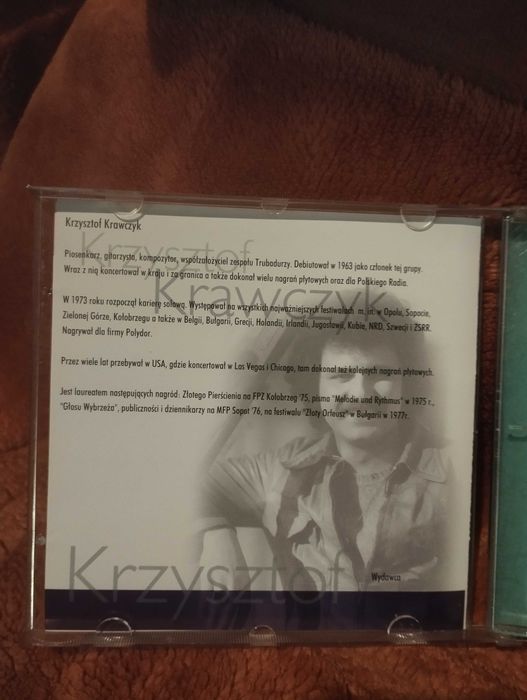 Krzysztof Krawczyk
Krzysztof
Krawczyk
Piosenkarz, gitarzysta, kompozytor, współzałożyciel zespołu Trubadurzy. Debiutował w 1963 jako członek tej grupy.
Wraz z nią koncertował w kraju i za granica a także dokonał wielu nagrań płytowych oraz dla Polskiego Radia.
W 1973 roku rozpoczął karierę solową. Występował na wszystkich najważniejszych festiwalach m. in. w Opolu, Sopocie,
Zielonej Górze, Kołobrzegu a także w Belgii, Bułgarii, Grecji, Holandii, Irlandii, Jugosławii, Kubie, NRD, Szwecji i ZSRR.
Nagrywał dla firmy Polydor.
Przez wiele lat przebywał w USA, gdzie koncertował w Las Vegas i Chicago, tam dokonał też kolejnych nagrań płytowych.
Jest laureatem następujących nagród: Złotego Pierścienia na FPZ Kołobrzeg '75, pisma "Melodie und Rythmus" w 1975 r.,
"Głosu Wybrzeża", publiczności i dziennikarzy na MFP Sopot '76, na festiwalu "Złoty Orfeusz" w Bułgarii w 1977r.
Wydawca
Krzysztof